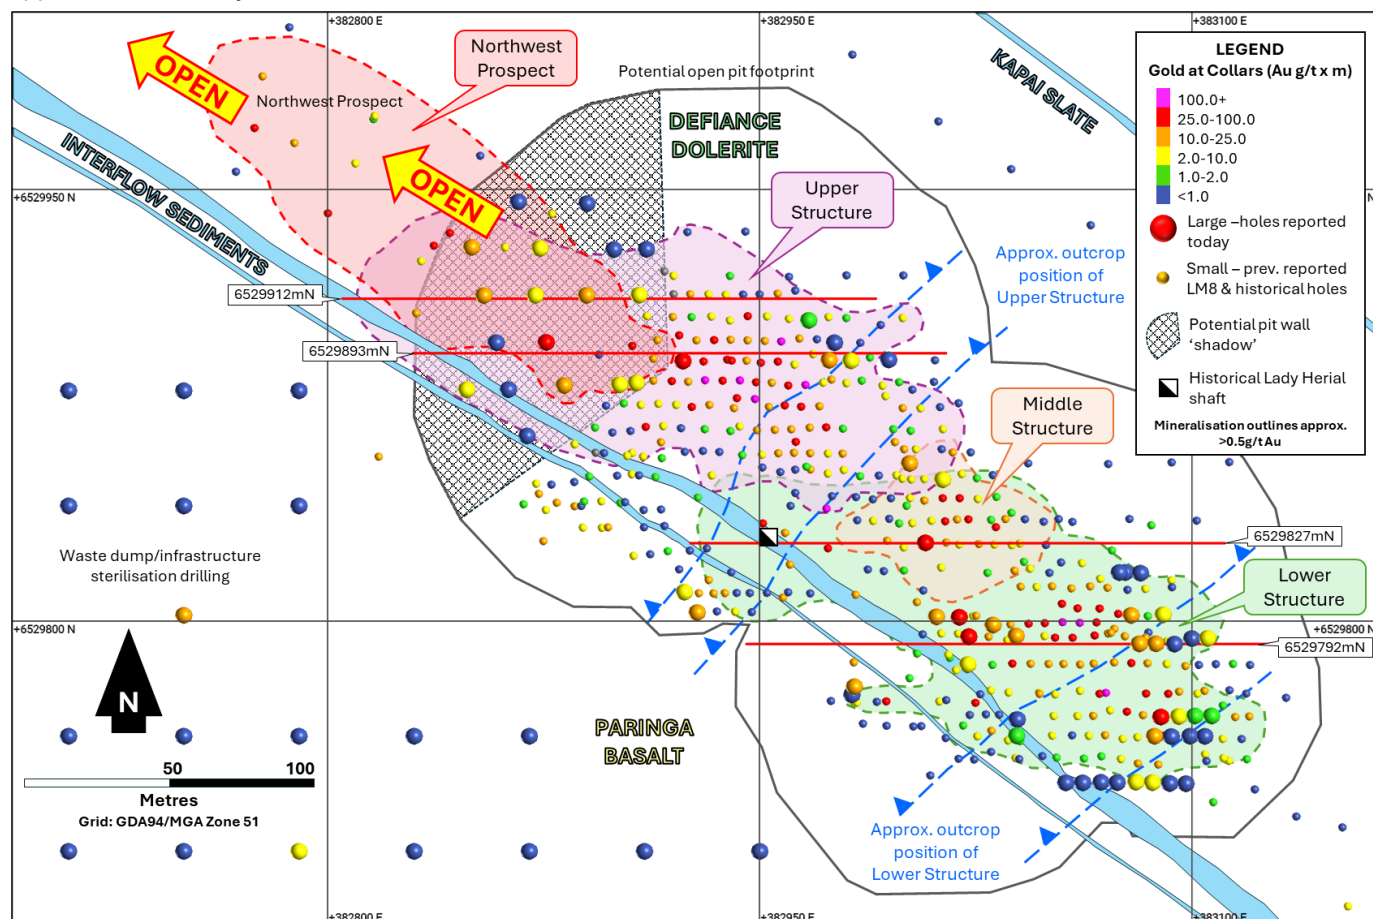 +382800 E
+382950 E
+383100 E
LEGEND
Gold at Collars (Au g/t x m)
100.0+
25.0-100.0
10.0-25.0
2.0-10.0
1.0-2.0
<1.0
Large –holes reported
today
Small – prev. reported
LM8 & historical holes
Potential pit wall
‘shadow’
Historical Lady Herial
shaft
Mineralisation outlines approx.
>0.5g/t Au
Northwest
Prospect
OPEN
Northwest Prospect
OPEN
Potential open pit footprint
DEFIANCE
DOLERITE
KAPAI SLATE
INTERFLOW SEDIMENTS
+6529950 N
N
Upper
Structure
Approx. outcrop
position of
Upper Structure
6529912mN
6529893mN
Middle
Structure
6529827mN
Lower
Structure
Waste dump/infrastructure
sterilisation drilling
+6529800 N
+6529800 N
6529792mN
N
PARINGA
BASALT
50
100
Metres
Grid: GDA94/MGA Zone 51
Approx. outcrop
position of
Lower Structure
+382800 E
+382950 E
+383100 E